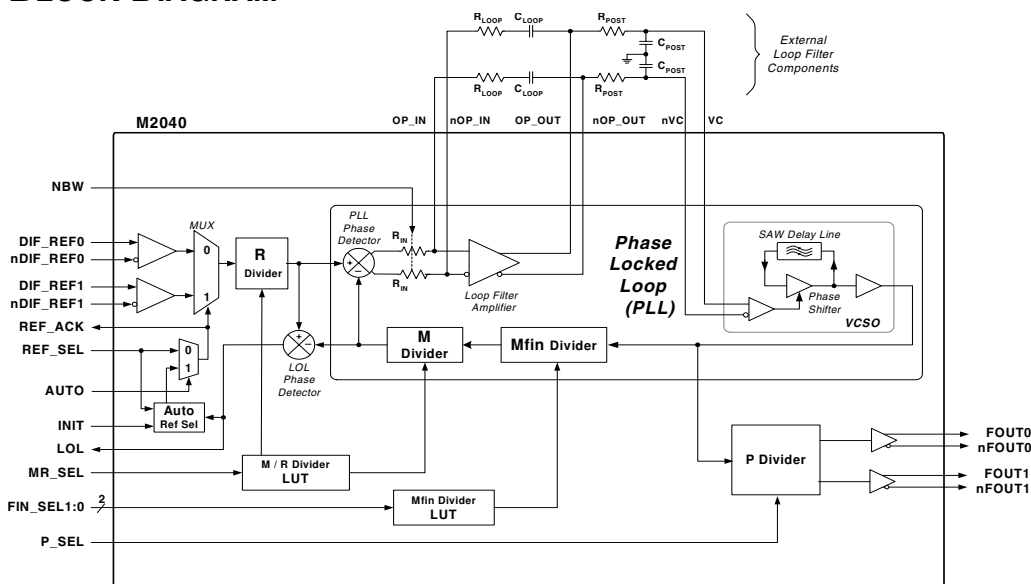 BLOCK DIAGRAM
RLOOP CLOOP RPOST
CPOST
CPOST
RLOOP CLOOP RPOST
External
Loop Filter
Components
M2040
OP_IN nOP_IN OP_OUT nOP_OUT nVC VC
NBW
MUX
PLL
Phase
Detector
RIN
RIN
Loop Filter
Amplifier
Phase
Locked
Loop
(PLL)
SAW Delay Line
Phase
Shifter
VCSO
DIF_REF0
nDIF_REF0
0
R
Divider
+
–
DIF_REF1
nDIF_REF1
1
REF_ACK
REF_SEL
0
1
+
–
LOL
Phase
Detector
M
Divider
Mfin Divider
AUTO
Auto
Ref Sel
INIT
LOL
MR_SEL
M / R Divider
LUT
FIN_SEL1:0
2
Mfin Divider
LUT
P_SEL
P Divider
FOUT0
nFOUT0
FOUT1
nFOUT1